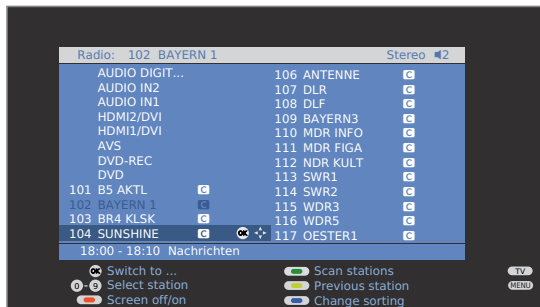 Radio: 102 BAYERN 1 Stereo 2
AUDIO DIGIT...
AUDIO IN2
AUDIO IN1
HDMI2/DVI
HDMI1/DVI
AVS
DVD-REC
DVD
101 B5 AKTL C
102 BAYERN 1 C
103 BR4 KLSK C
104 SUNSHINE C OK
106 ANTENNE C
107 DLR C
108 DLF C
109 BAYERN3 C
110 MDR INFO C
111 MDR FIGA C
112 NDR KULT C
113 SWR1 C
114 SWR2 C
115 WDR3 C
116 WDR5 C
117 OESTER1 C
18:00 - 18:10 Nachrichten
OK Switch to ...
0-9 Select station
Screen off/on
Scan stations
Previous station
Change sorting
TV
MENU